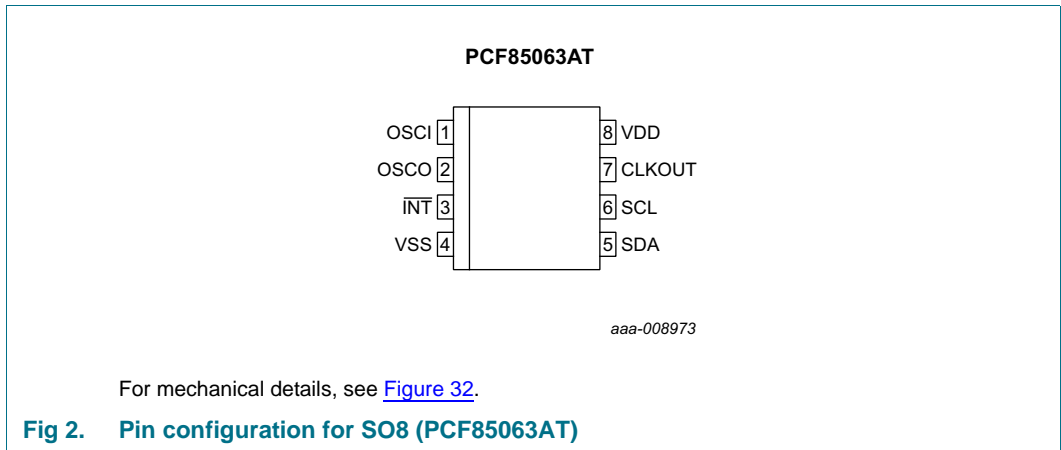 PCF85063AT
OSCI 1 8 VDD
OSCO 2 7 CLKOUT
INT 3 6 SCL
VSS 4 5 SDA
aaa-008973
For mechanical details, see Figure 32.
Fig 2. Pin configuration for SO8 (PCF85063AT)